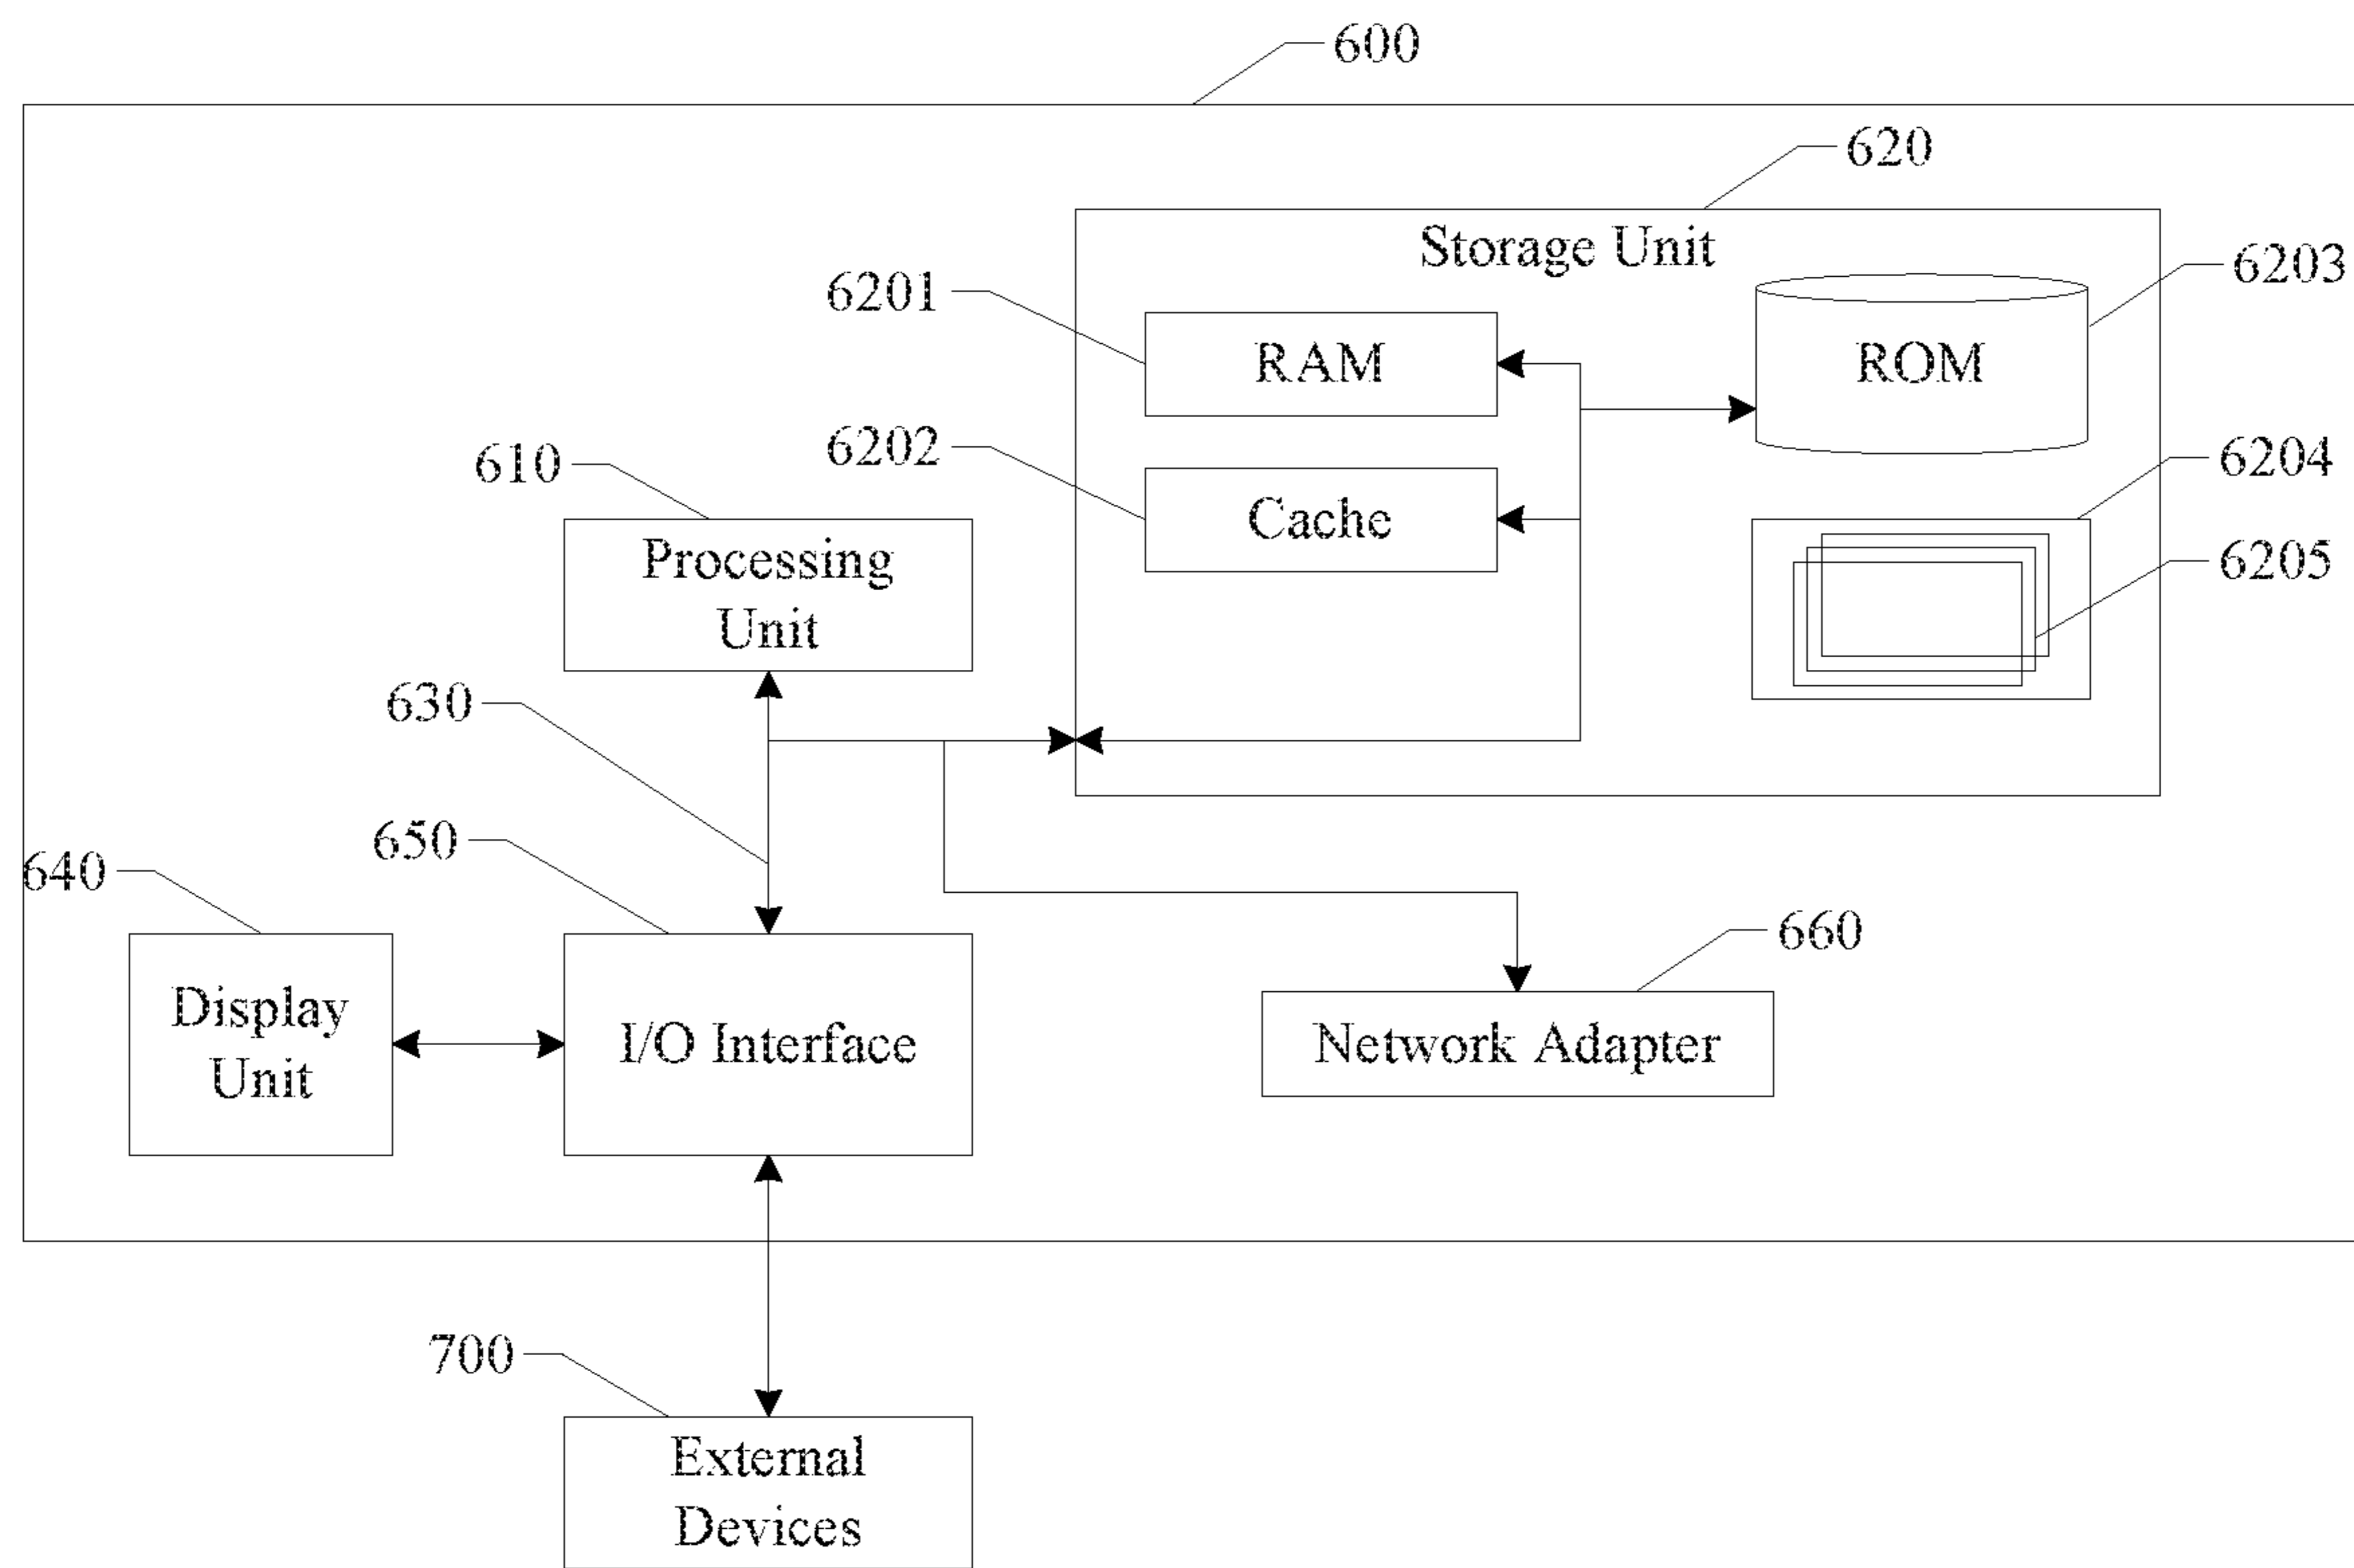 600
620
Storage Unit
6203
6201
RAM
ROM
6202
6204
610
Cache
6205
Processing
Unit
630
650
640
660
Display
Unit
I/O Interface
Network Adapter
700
External
Devices